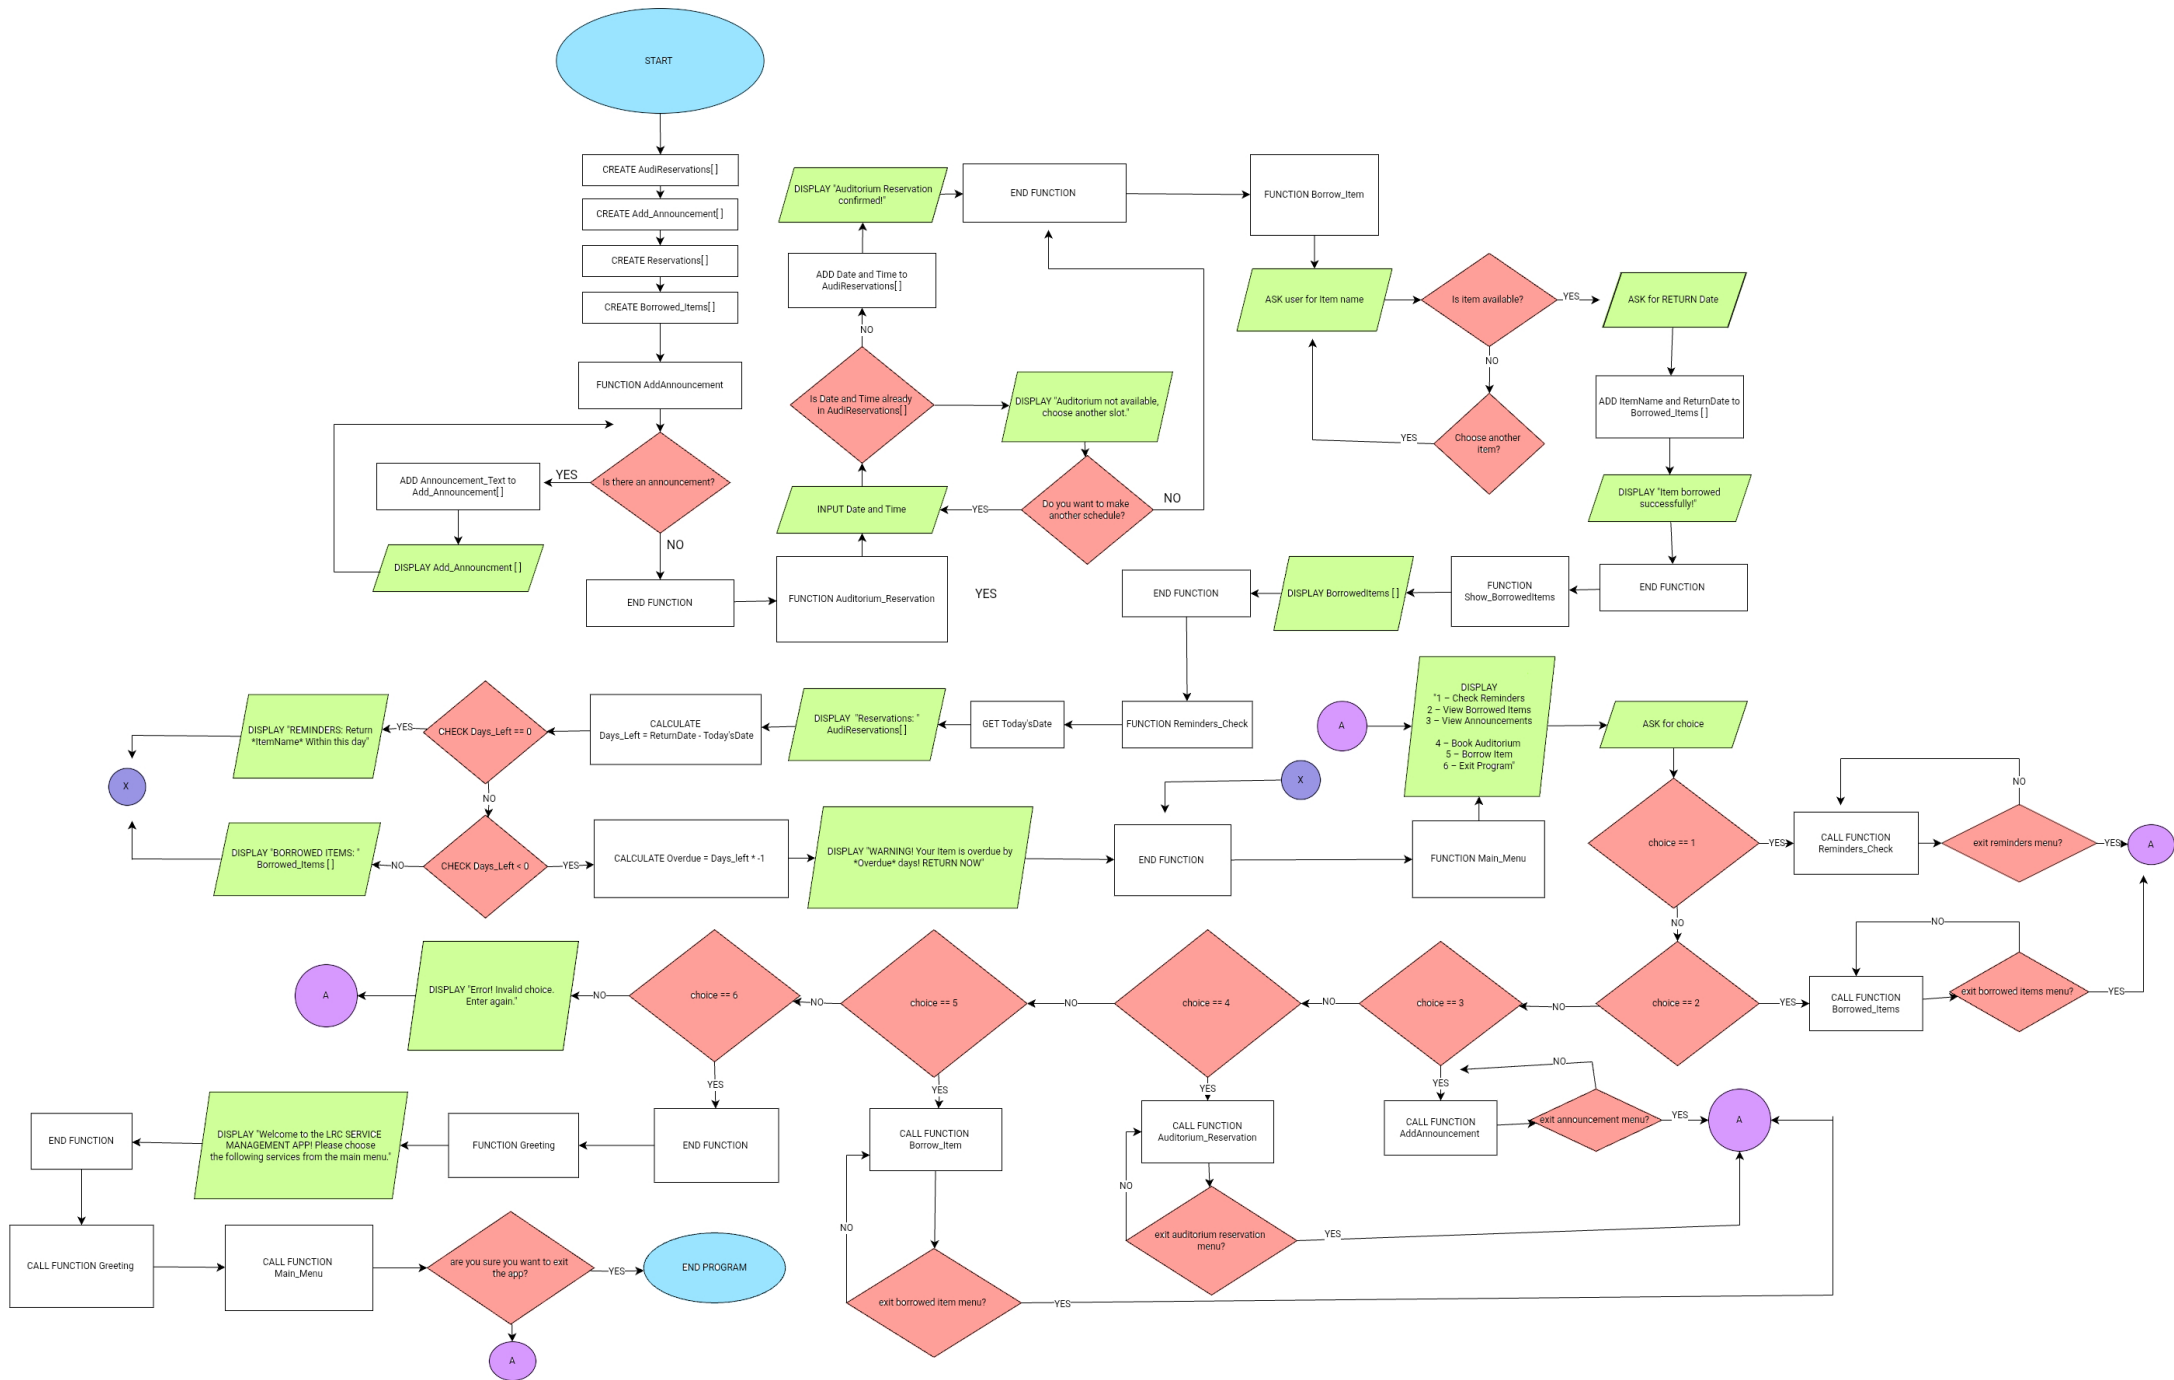 START
CREATE AudiReservations[ ]
CREATE Add_Announcement[ ]
CREATE Reservations[ ]
CREATE Borrowed_Items[ ]
FUNCTION AddAnnouncement
Is there an announcement?
YES
ADD Announcement_Text to
Add_Announcement[ ]
DISPLAY Add_Announcment [ ]
NO
END FUNCTION
FUNCTION Auditorium_Reservation
YES
INPUT Date and Time
Is Date and Time already
in AudiReservations[ ]
NO
ADD Date and Time to
AudiReservations[ ]
DISPLAY "Auditorium Reservation
confirmed!"
DISPLAY "Auditorium not available,
choose another slot."
Do you want to make
another schedule?
YES
NO
END FUNCTION
FUNCTION Borrow_Item
ASK user for Item name
Is item available?
YES
NO
Choose another
item?
YES
ASK for RETURN Date
ADD ItemName and ReturnDate to
Borrowed_Items [ ]
DISPLAY "Item borrowed
successfully!"
END FUNCTION
FUNCTION
Show_BorrowedItems
DISPLAY BorrowedItems [ ]
END FUNCTION
FUNCTION Reminders_Check
GET Today'sDate
DISPLAY "Reservations: "
AudiReservations[ ]
CALCULATE
Days_Left = ReturnDate - Today'sDate
CHECK Days_Left == 0
YES
DISPLAY "REMINDERS: Return
*ItemName* Within this day"
X
NO
CHECK Days_Left < 0
NO
DISPLAY "BORROWED ITEMS: "
Borrowed_Items [ ]
YES
CALCULATE Overdue = Days_left * -1
DISPLAY "WARNING! Your Item is overdue by
*Overdue* days! RETURN NOW"
X
END FUNCTION
FUNCTION Main_Menu
A
DISPLAY
"1 – Check Reminders
2 – View Borrowed Items
3 – View Announcements
4 – Book Auditorium
5 – Borrow Item
6 – Exit Program"
ASK for choice
choice == 1
YES
CALL FUNCTION
Reminders_Check
exit reminders menu?
NO
YES
A
NO
choice == 2
YES
CALL FUNCTION
Borrowed_Items
exit borrowed items menu?
NO
YES
NO
choice == 3
YES
CALL FUNCTION
AddAnnouncement
exit announcement menu?
NO
YES
A
NO
choice == 4
YES
CALL FUNCTION
Auditorium_Reservation
exit auditorium reservation
menu?
NO
YES
NO
choice == 5
YES
CALL FUNCTION
Borrow_Item
exit borrowed item menu?
NO
YES
NO
choice == 6
NO
DISPLAY "Error! Invalid choice.
Enter again."
A
YES
END FUNCTION
FUNCTION Greeting
DISPLAY "Welcome to the LRC SERVICE
MANAGEMENT APP! Please choose
the following services from the main menu."
END FUNCTION
CALL FUNCTION Greeting
CALL FUNCTION
Main_Menu
are you sure you want to exit
the app?
YES
END PROGRAM
A